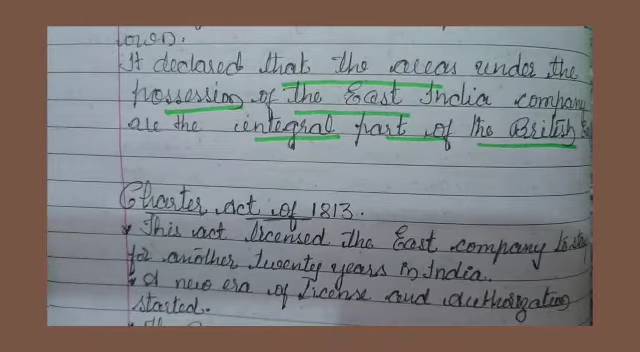 It declared that the areas under the
possession of the East India company
are the integral part of the British
Charter Act of 1813.
This act licensed the East company to stay
for another twenty years in India.
A new era of License and Authorization
started.